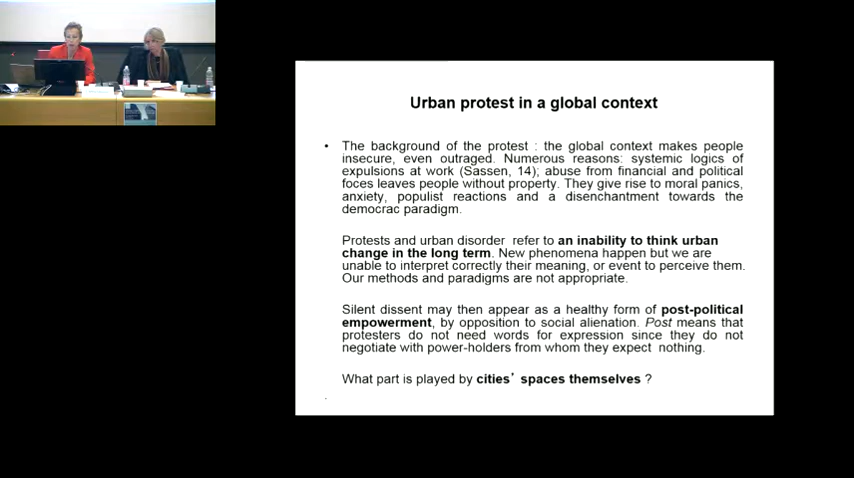 Urban protest in a global context
• The background of the protest : the global context makes people
insecure, even outraged. Numerous reasons: systemic logics of
expulsions at work (Sassen, 14); abuse from financial and political
foces leaves people without property. They give rise to moral panics,
anxiety, populist reactions and a disenchantment towards the
democrac paradigm.
Protests and urban disorder refer to an inability to think urban
change in the long term. New phenomena happen but we are
unable to interpret correctly their meaning, or event to perceive them.
Our methods and paradigms are not appropriate.
Silent dissent may then appear as a healthy form of post-political
empowerment, by opposition to social alienation. Post means that
protesters do not need words for expression since they do not
negotiate with power-holders from whom they expect nothing.
What part is played by cities’ spaces themselves ?
.